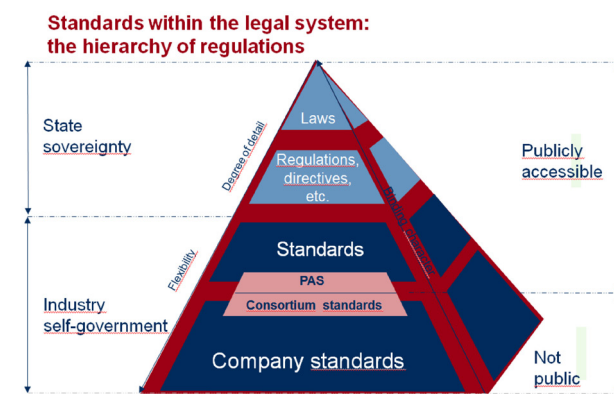 Standards within the legal system:
the hierarchy of regulations
State
sovereignty
Degree of detail
Laws
Regulations,
directives,
etc.
Publicly
accessible
Flexibility
Standards
PAS
Consortium standards
Industry
self-government
Company standards
Not
public